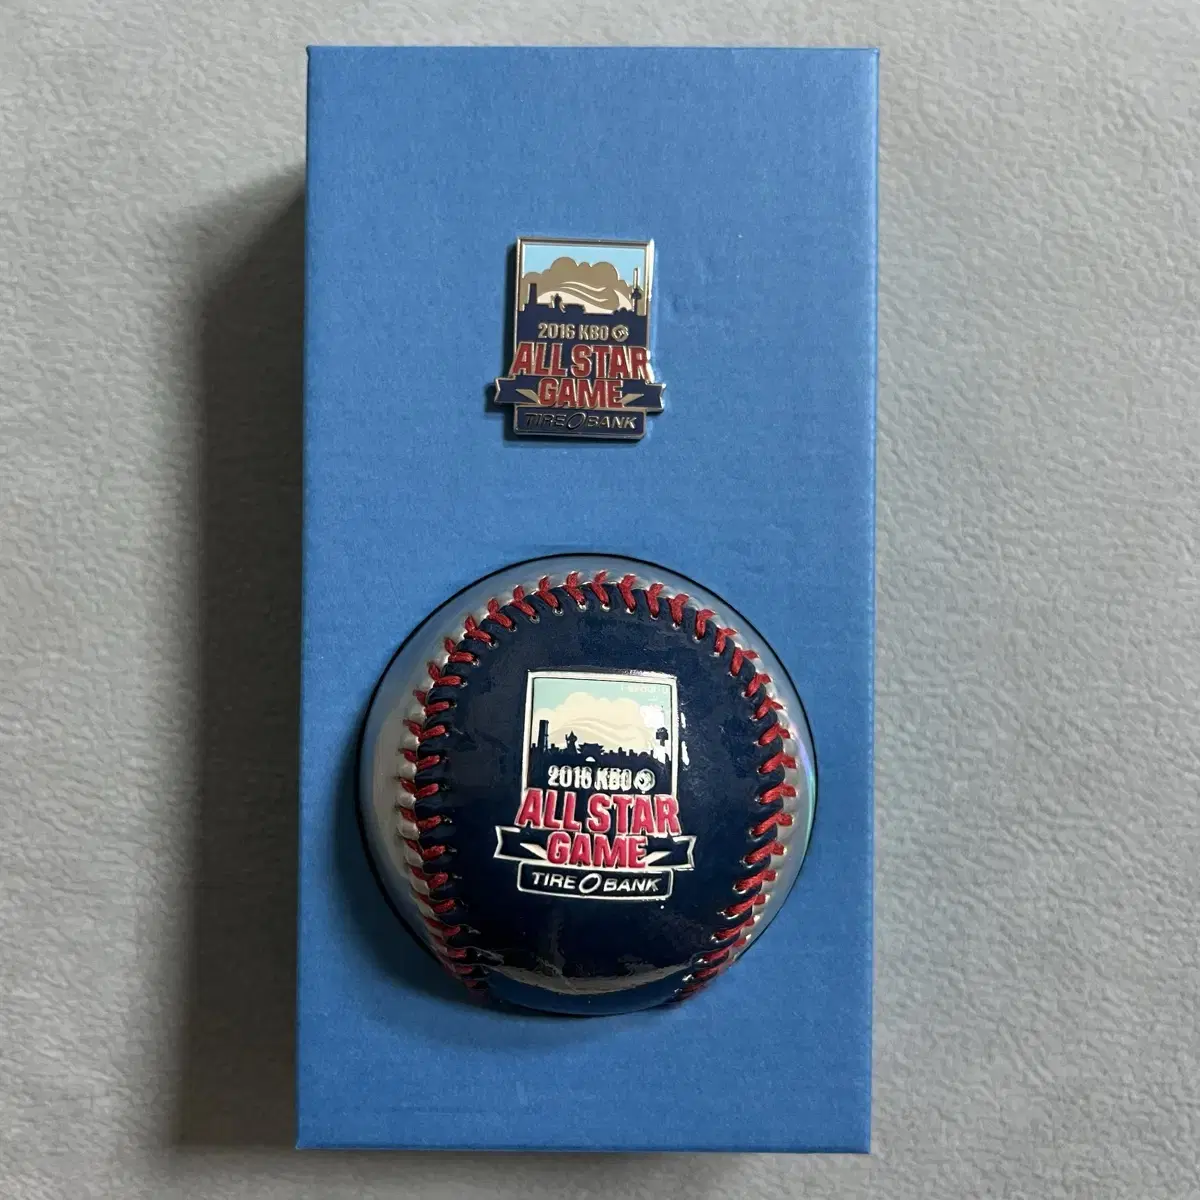 2016 KBO
ALL STAR
GAME
TIRE BANK
2016 KBO
ALL STAR
GAME
TIRE BANK